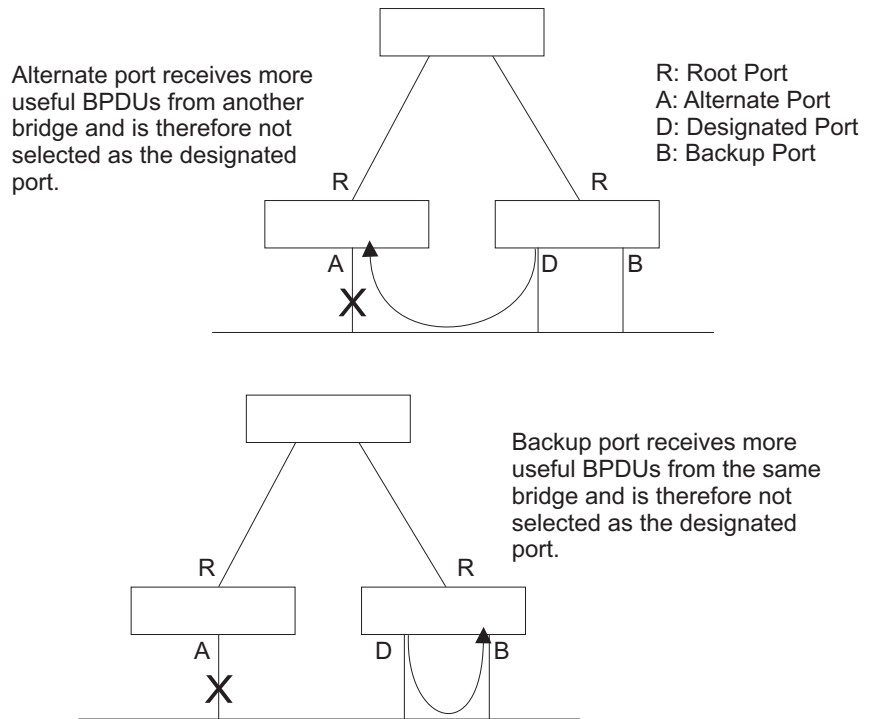 Alternate port receives more
useful BPDUs from another
bridge and is therefore not
selected as the designated
port.
R: Root Port
A: Alternate Port
D: Designated Port
B: Backup Port
R
R
A
D
B
X
Backup port receives more
useful BPDUs from the same
bridge and is therefore not
selected as the designated
port.
R
R
A
D
B
X